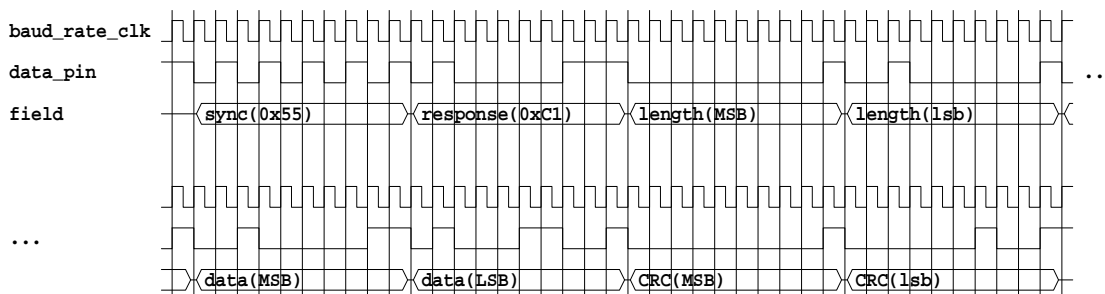 baud_rate_clk
data_pin
..
field sync(0x55) response(0xC1) length(MSB) length(lsb)
...
data(MSB) data(LSB) CRC(MSB) CRC(lsb)